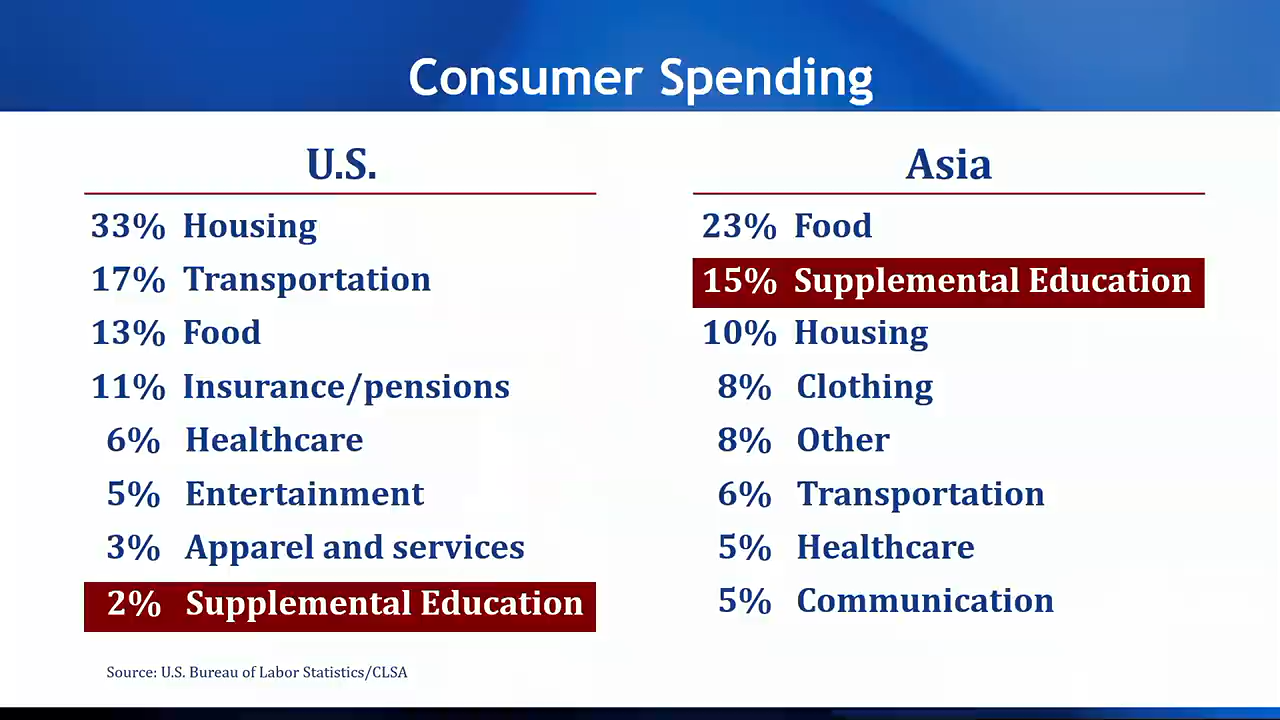 Consumer Spending
U.S.
33% Housing
17% Transportation
13% Food
11% Insurance/pensions
6% Healthcare
5% Entertainment
3% Apparel and services
2% Supplemental Education
Asia
23% Food
15% Supplemental Education
10% Housing
8% Clothing
8% Other
6% Transportation
5% Healthcare
5% Communication
Source: U.S. Bureau of Labor Statistics/CLSA